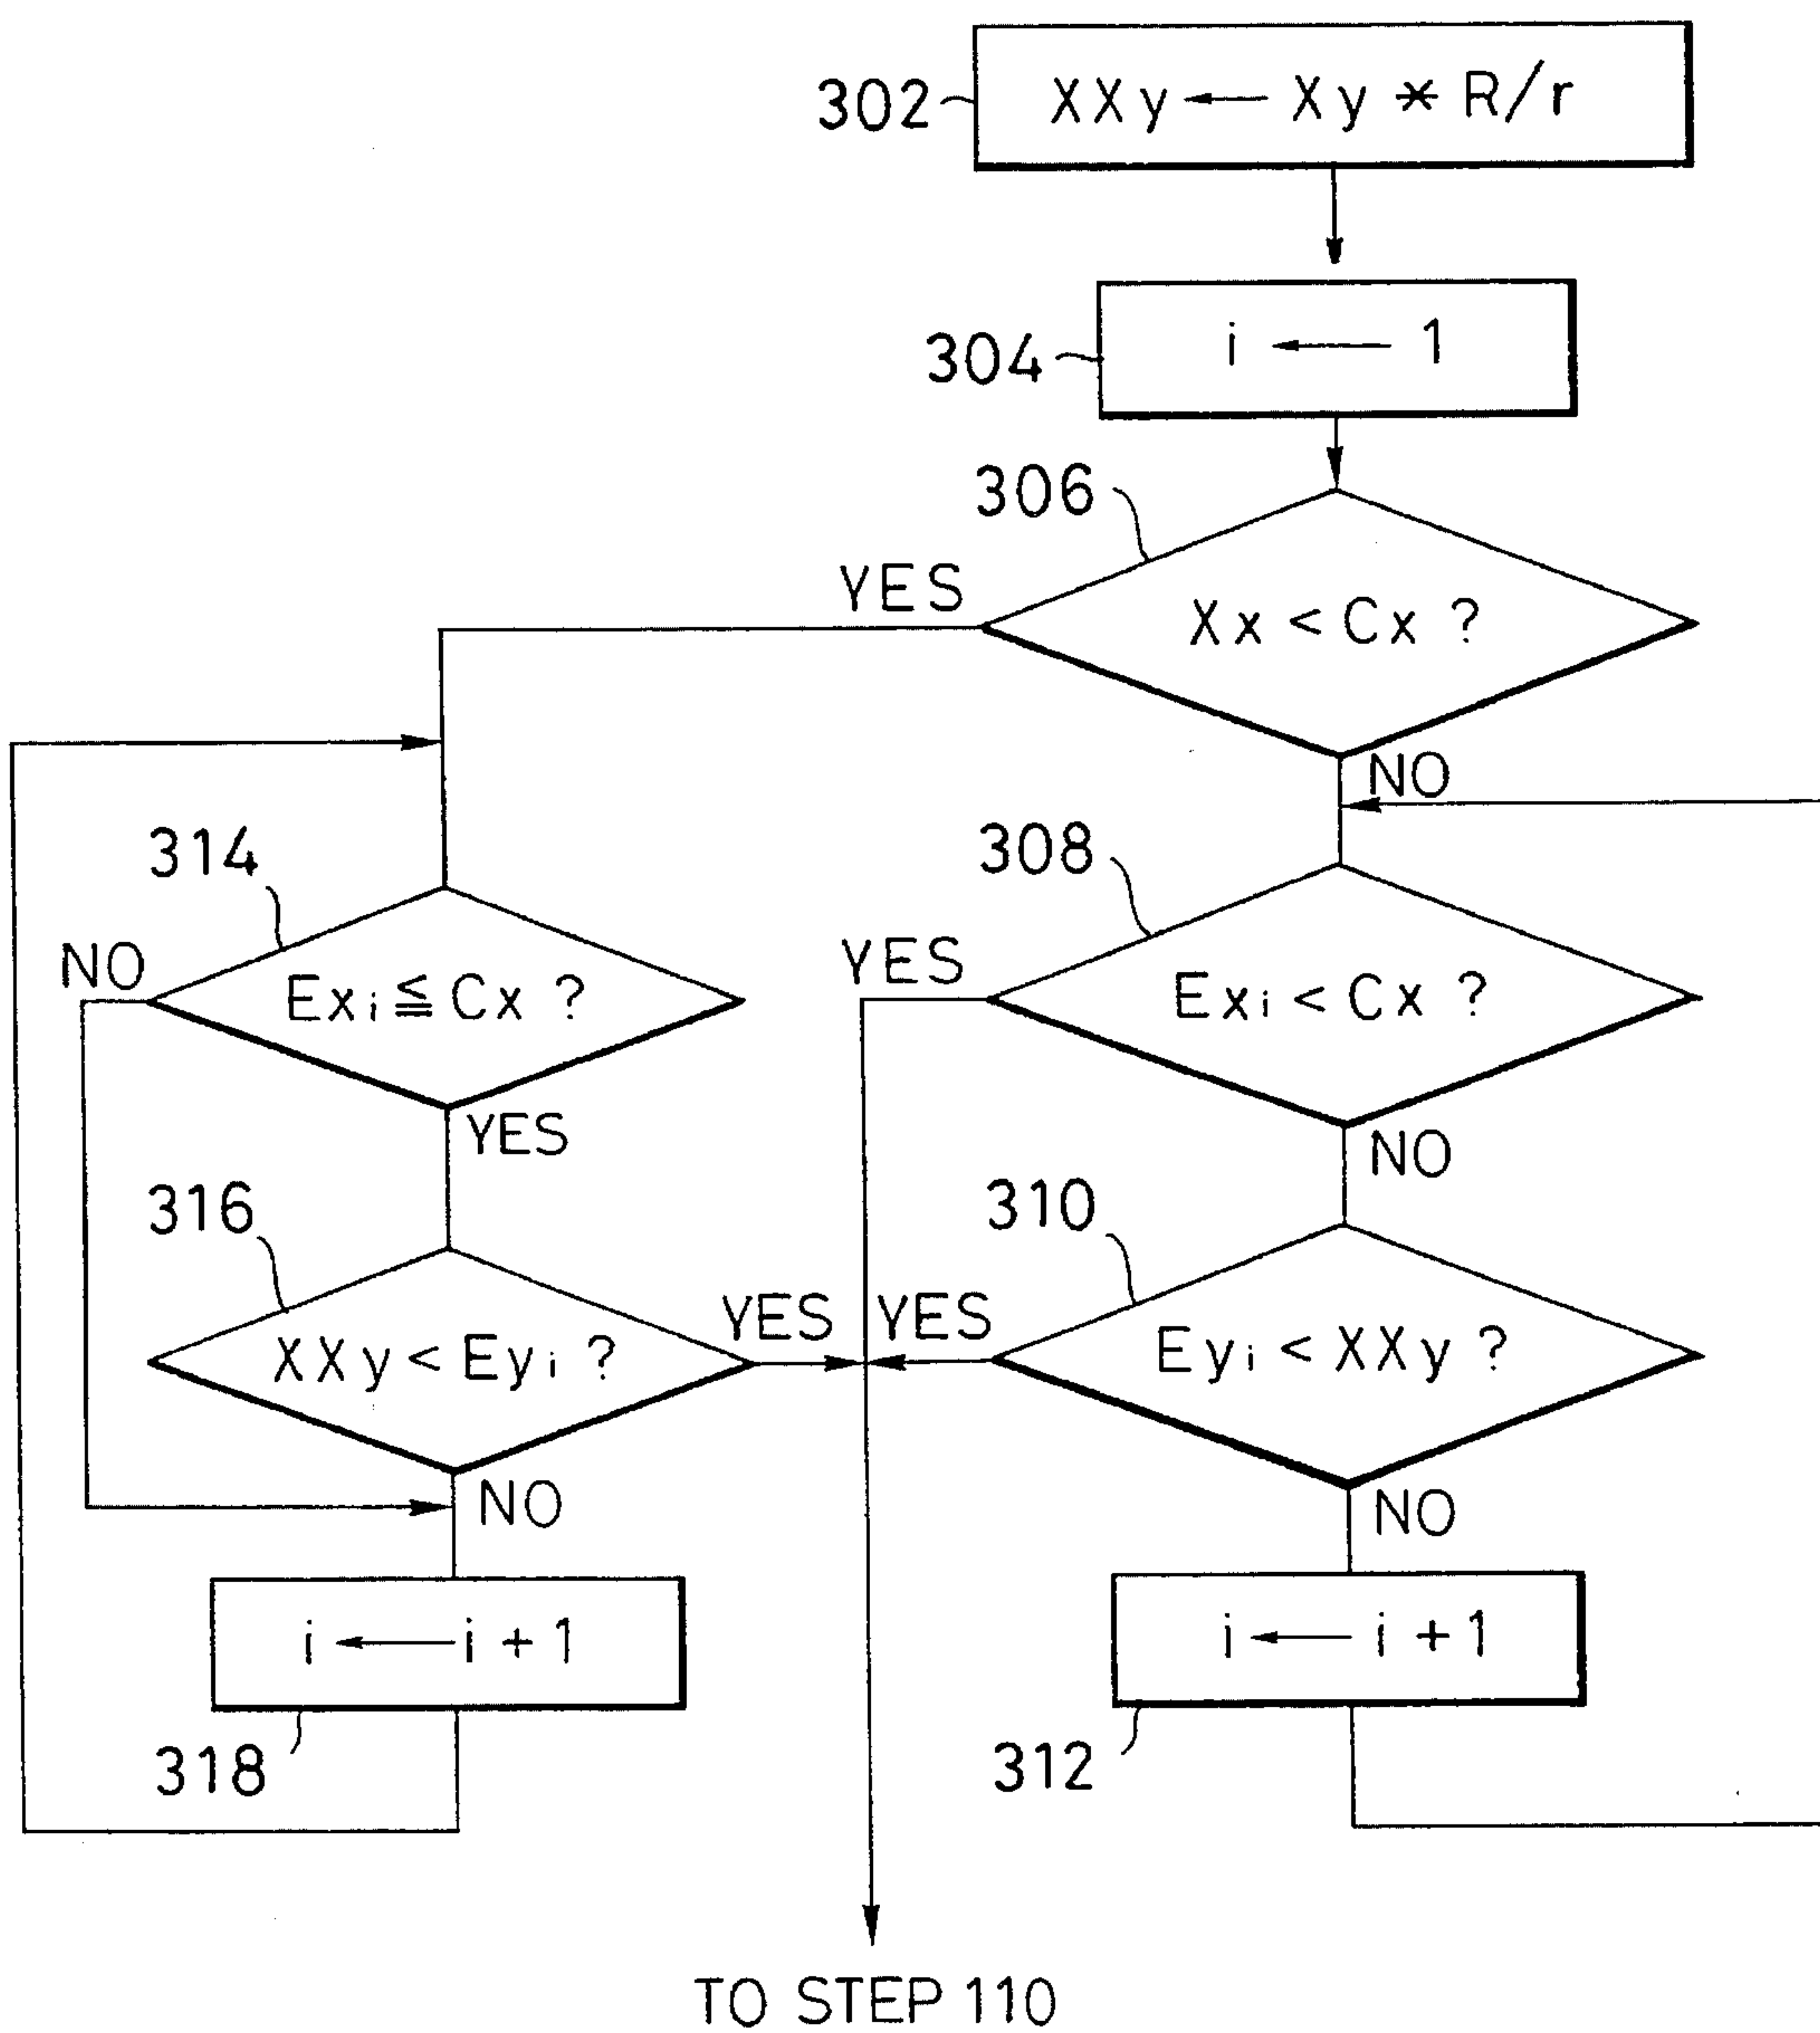 302
XXy ← Xy * R/r
304
i ← 1
306
YES
Xx < Cx ?
NO
314
308
NO
Exi ≦ Cx ?
YES
Exi < Cx ?
YES
NO
316
310
XXy < Eyi ?
YES
YES
Eyi < XXy ?
NO
NO
i ← i + 1
i ← i + 1
318
312
TO STEP 110